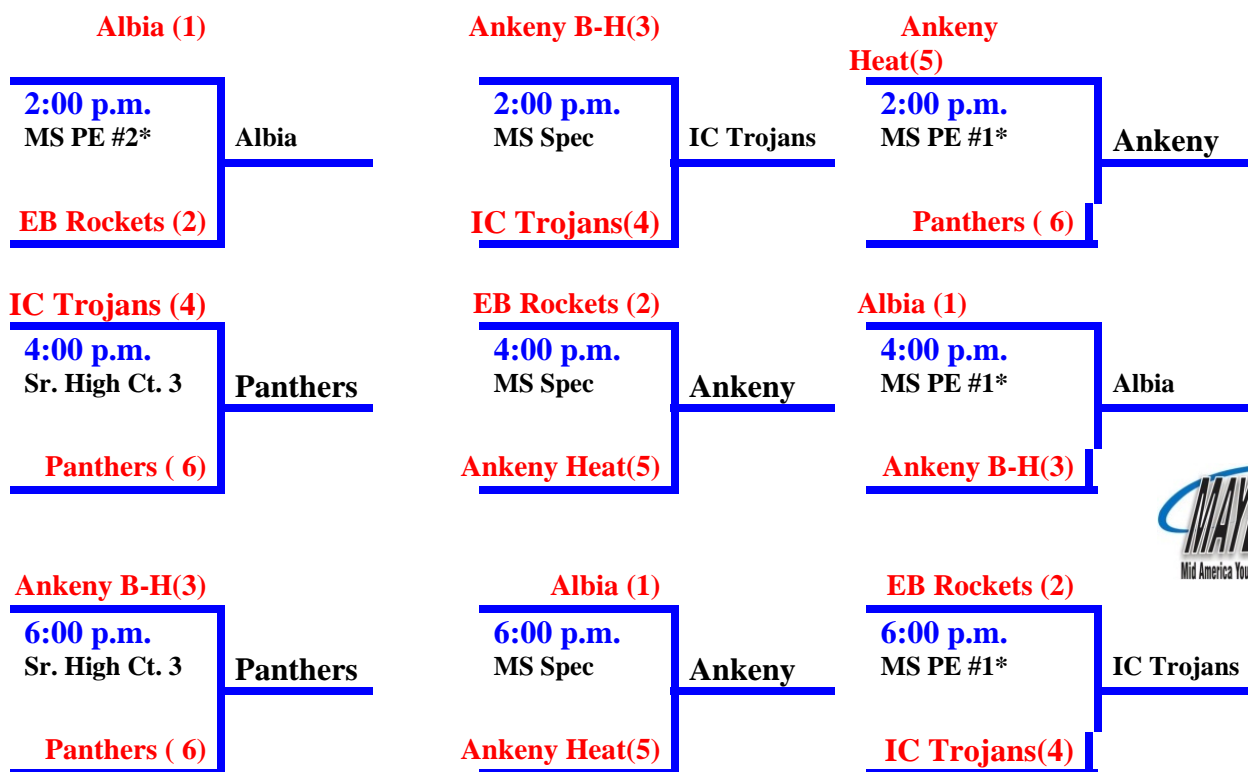 Albia (1)
2:00 p.m.
MS PE #2*
Albia
EB Rockets (2)
Ankeny B-H(3)
2:00 p.m.
MS Spec
IC Trojans
IC Trojans(4)
Ankeny
Heat(5)
2:00 p.m.
MS PE #1*
Ankeny
Panthers ( 6)
IC Trojans (4)
4:00 p.m.
Sr. High Ct. 3
Panthers
Panthers ( 6)
EB Rockets (2)
4:00 p.m.
MS Spec
Ankeny
Ankeny Heat(5)
Albia (1)
4:00 p.m.
MS PE #1*
Albia
Ankeny B-H(3)
Mid America
Ankeny B-H(3)
6:00 p.m.
Sr. High Ct. 3
Panthers
Panthers ( 6)
Albia (1)
6:00 p.m.
MS Spec
Ankeny
Ankeny Heat(5)
EB Rockets (2)
6:00 p.m.
MS PE #1*
IC Trojans
IC Trojans(4)